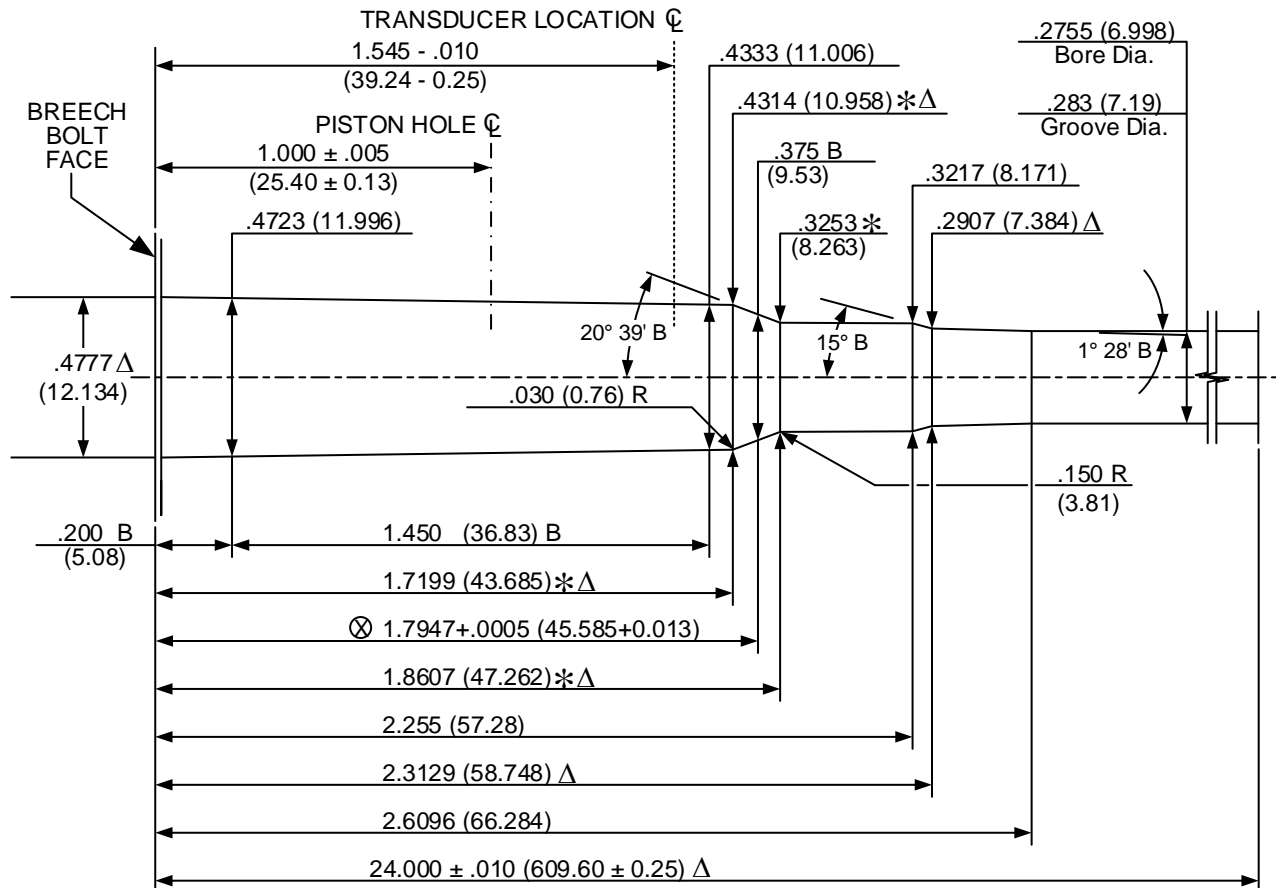 TRANSDUCER LOCATION ℄
1.545 - .010
(39.24 - 0.25)
.4333 (11.006)
.2755 (6.998)
Bore Dia.
.4314 (10.958)*Δ
.283 (7.19)
Groove Dia.
BREECH
BOLT
FACE
PISTON HOLE ℄
1.000 ± .005
(25.40 ± 0.13)
.375 B
(9.53)
.3217 (8.171)
.4723 (11.996)
.3253*
(8.263)
.2907 (7.384) Δ
20° 39' B
15° B
1° 28' B
.4777 Δ
(12.134)
.030 (0.76) R
.150 R
(3.81)
.200 B
(5.08)
1.450 (36.83) B
1.7199 (43.685)*Δ
⊗ 1.7947+.0005 (45.585+0.013)
1.8607 (47.262)*Δ
2.255 (57.28)
2.3129 (58.748) Δ
2.6096 (66.284)
24.000 ± .010 (609.60 ± 0.25) Δ